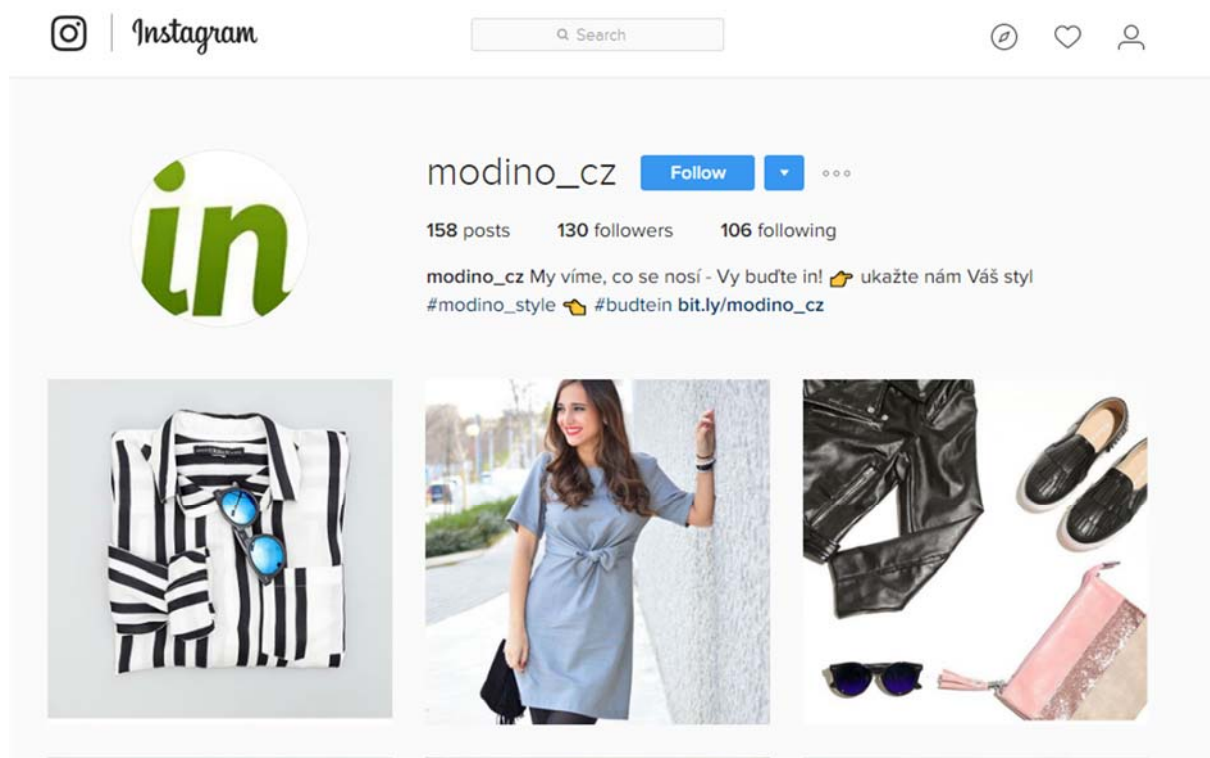 Instagram
Search
in
modino_cz Follow
158 posts 130 followers 106 following
modino_cz My víme, co se nosí - Vy buďte in! 👉 ukažte nám Váš styl
#modino_style 👈 #budtein bit.ly/modino_cz